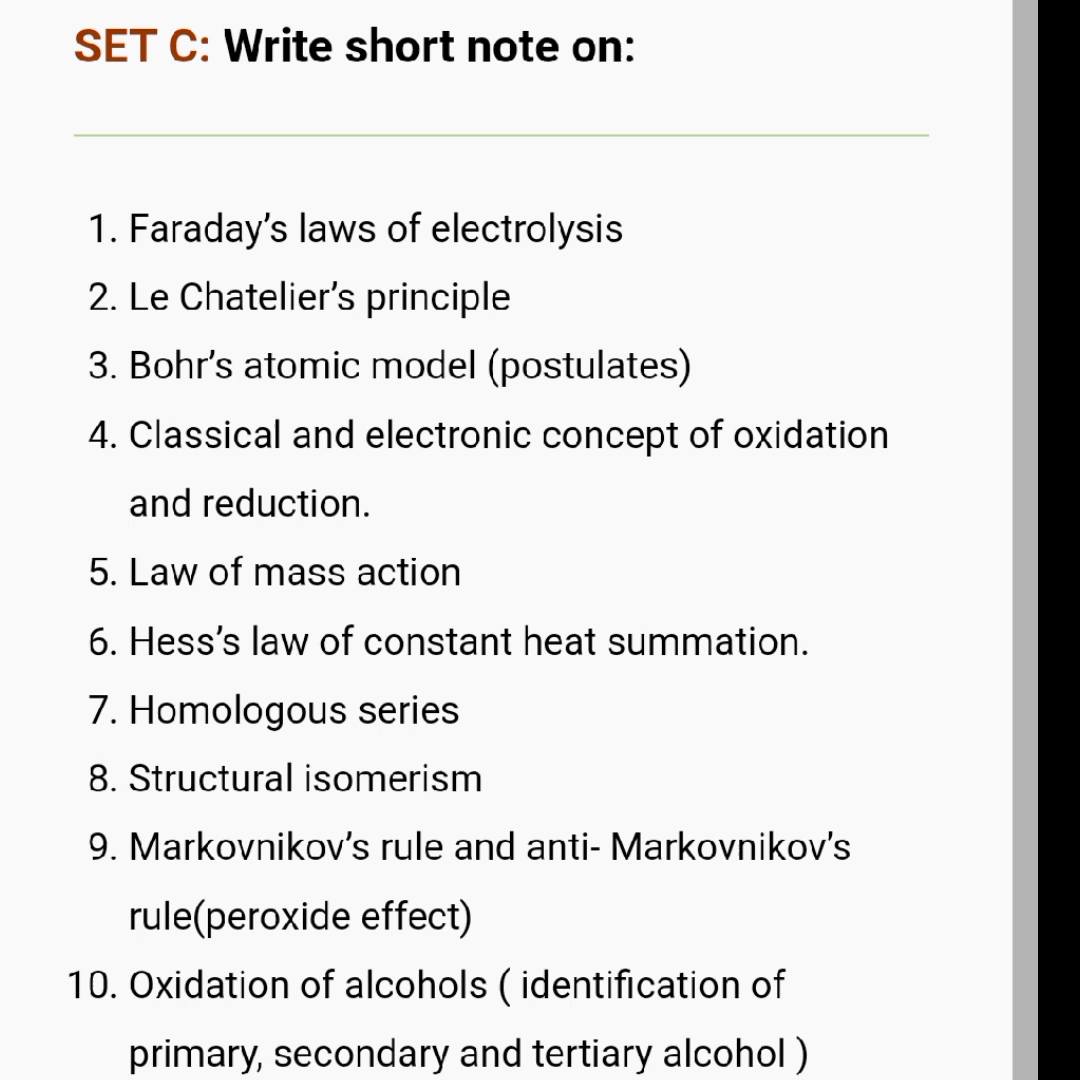 SET C: Write short note on:
1. Faraday’s laws of electrolysis
2. Le Chatelier’s principle
3. Bohr’s atomic model (postulates)
4. Classical and electronic concept of oxidation
and reduction.
5. Law of mass action
6. Hess’s law of constant heat summation.
7. Homologous series
8. Structural isomerism
9. Markovnikov’s rule and anti- Markovnikov’s
rule(peroxide effect)
10. Oxidation of alcohols ( identification of
primary, secondary and tertiary alcohol )